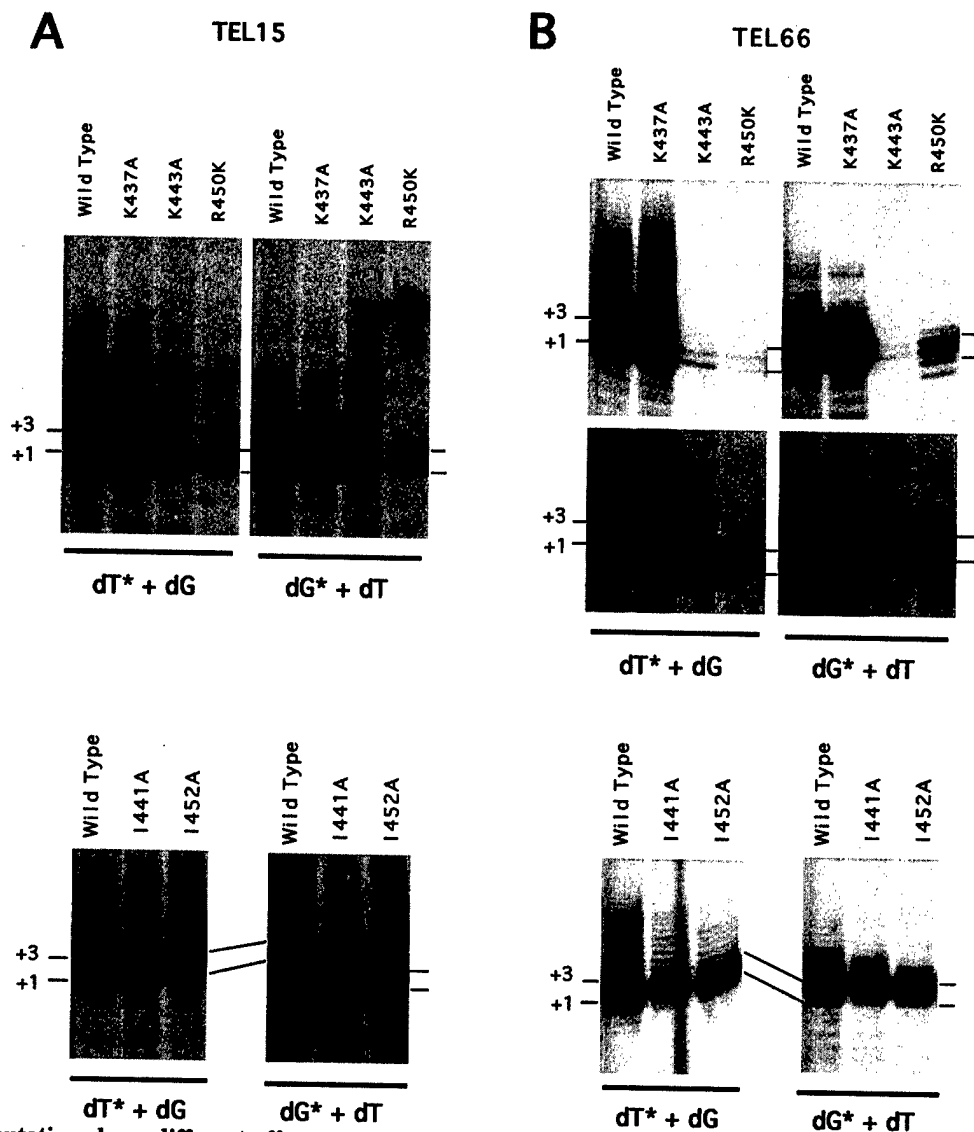 A
TEL15
Wild Type
K437A
K443A
R450K
Wild Type
K437A
K443A
R450K
+3
+1
dT* + dG
dG* + dT
Wild Type
I441A
I452A
Wild Type
I441A
I452A
+3
+1
dT* + dG
dG* + dT
B
TEL66
Wild Type
K437A
K443A
R450K
Wild Type
K437A
K443A
R450K
+3
+1
+3
+1
dT* + dG
dG* + dT
Wild Type
I441A
I452A
Wild Type
I441A
I452A
+3
+1
dT* + dG
dG* + dT